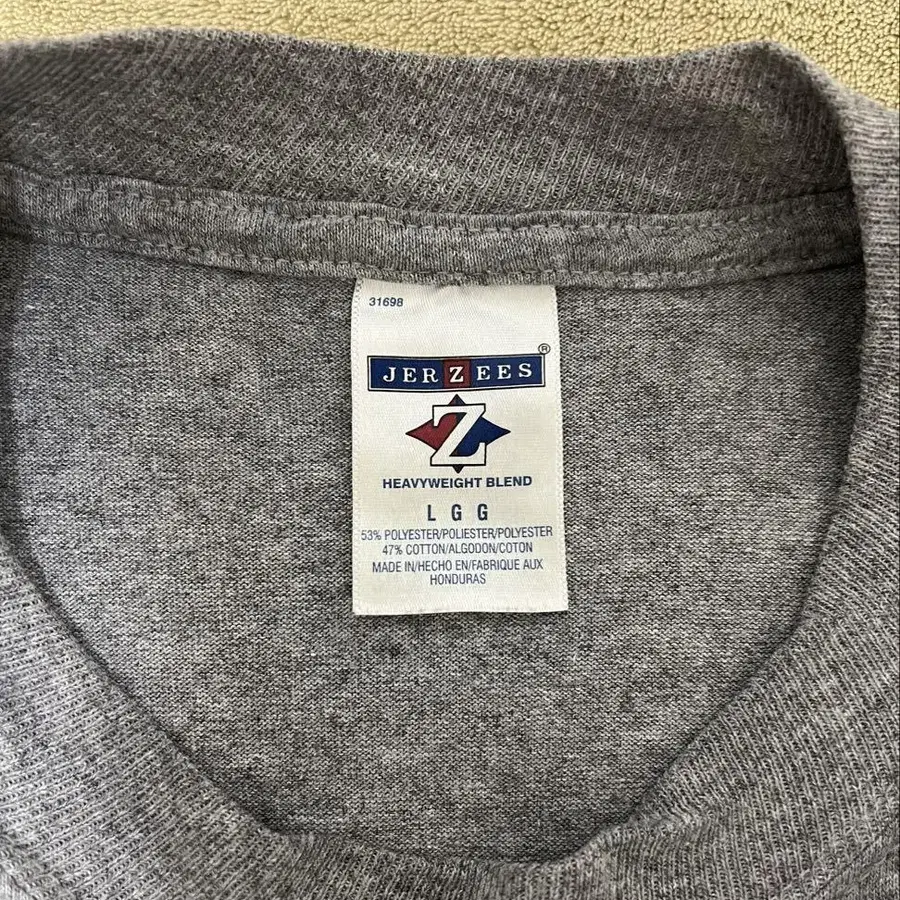 31698
JERZEES®
Z
HEAVYWEIGHT BLEND
L G G
53% POLYESTER/POLIESTER/POLYESTER
47% COTTON/ALGODON/COTON
MADE IN/HECHO EN/FABRIQUE AUX
HONDURAS